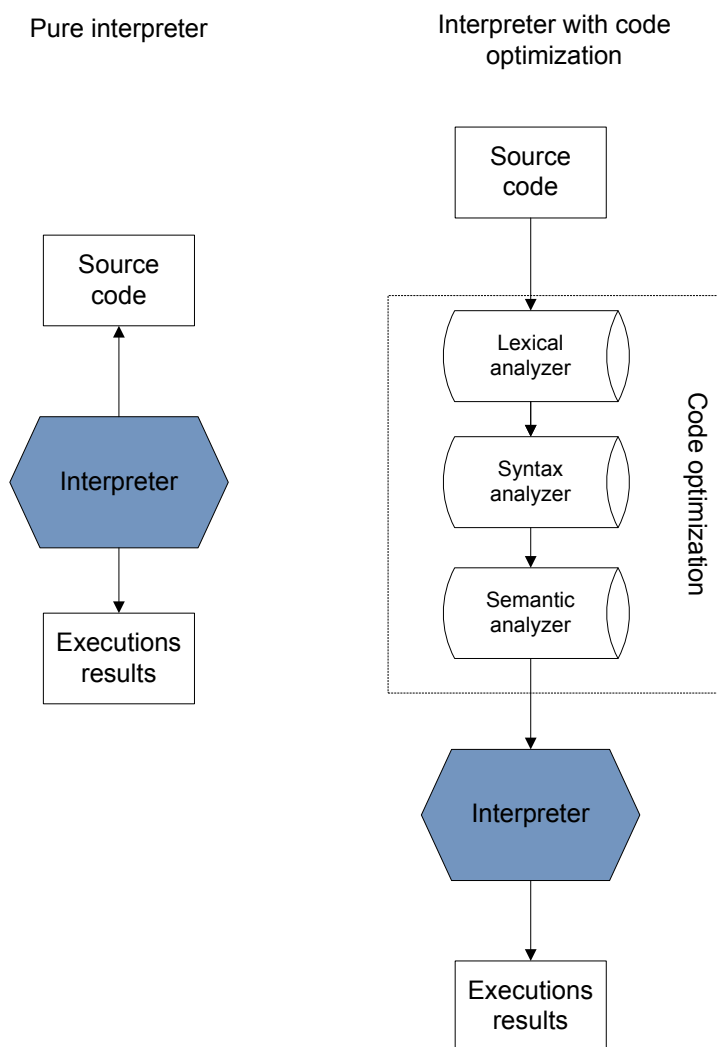 Pure interpreter
Source
code
Interpreter
Executions
results
Interpreter with code
optimization
Source
code
Lexical
analyzer
Syntax
analyzer
Semantic
analyzer
Code optimization
Interpreter
Executions
results